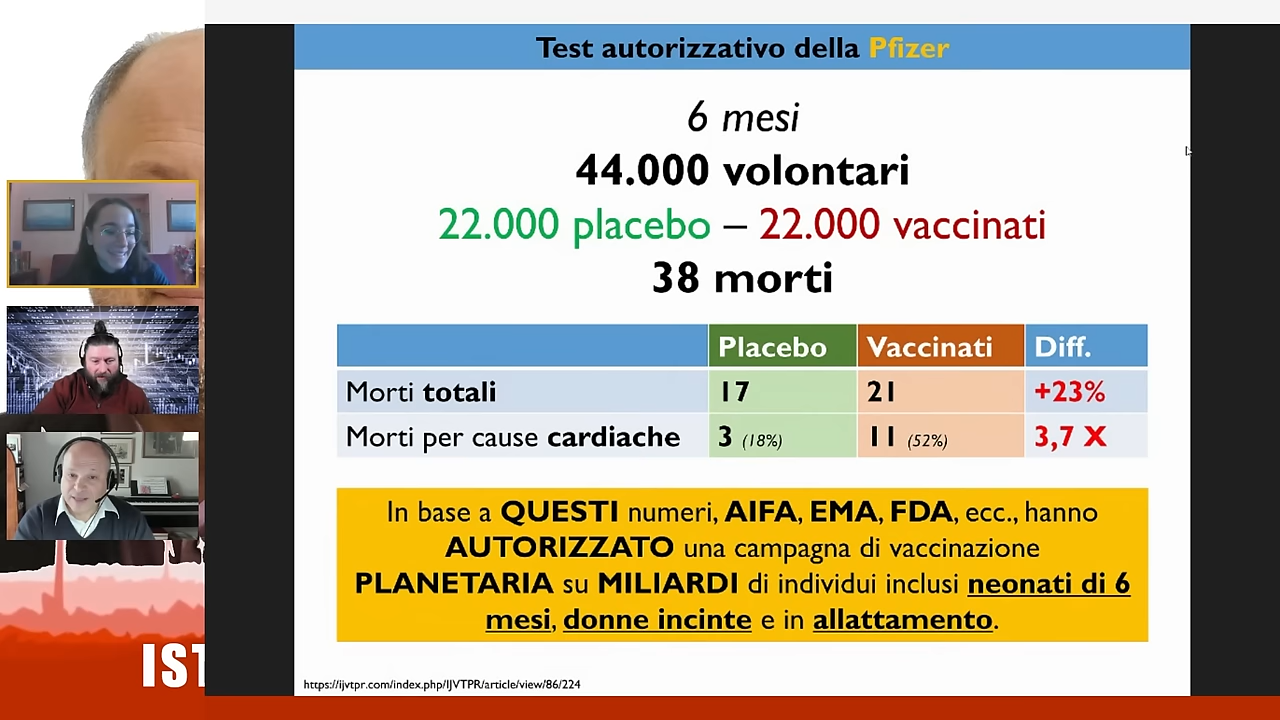 Test autorizzativo della Pfizer
6 mesi
44.000 volontari
22.000 placebo – 22.000 vaccinati
38 morti
Placebo Vaccinati Diff.
Morti totali 17 21 +23%
Morti per cause cardiache 3 (18%) 11 (52%) 3,7 X
In base a QUESTI numeri, AIFA, EMA, FDA, ecc., hanno
AUTORIZZATO una campagna di vaccinazione
PLANETARIA su MILIARDI di individui inclusi neonati di 6
mesi, donne incinte e in allattamento.
https://ijvtpr.com/index.php/IJVTPR/article/view/86/224
IST